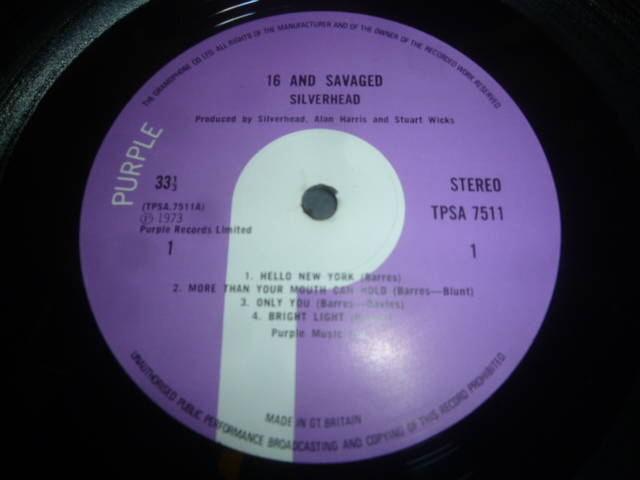 THE GRAMOPHONE CO. LTD. ALL RIGHTS OF THE MANUFACTURER AND OF THE OWNER OF THE RECORDED WORK RESERVED
16 AND SAVAGED
SILVERHEAD
Produced by Silverhead, Alan Harris and Stuart Wicks
PURPLE
33⅓
STEREO
(TPSA.7511A)
TPSA 7511
℗ 1973
Purple Records Limited
1
1
1. HELLO NEW YORK (Barres)
2. MORE THAN YOUR MOUTH CAN HOLD (Barres—Blunt)
3. ONLY YOU (Barres—Davies)
4. BRIGHT LIGHT
Purple Music
MADE IN GT. BRITAIN
UNAUTHORISED PUBLIC PERFORMANCE BROADCASTING AND COPYING OF THIS RECORD PROHIBITED